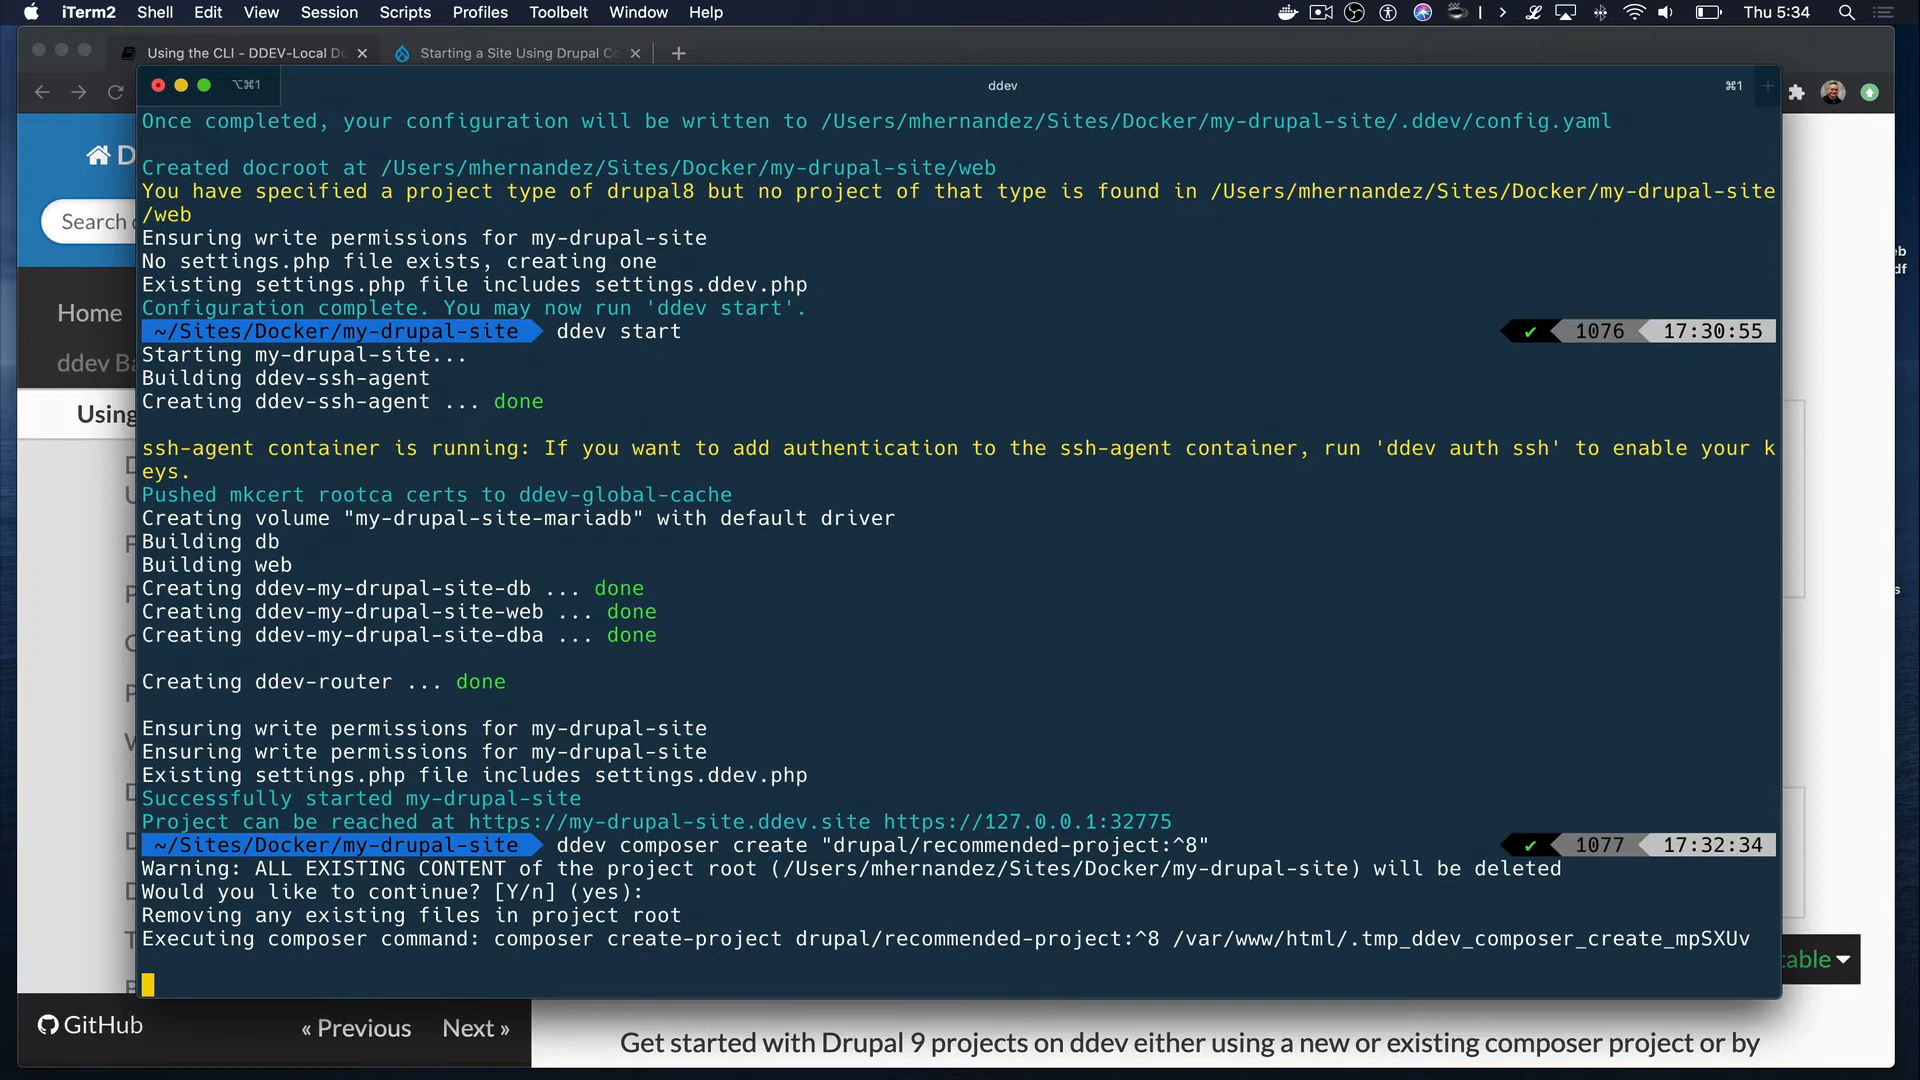 iTerm2 Shell Edit View Session Scripts Profiles Toolbelt Window Help Thu 5:34
Using the CLI - DDEV-Local D
Starting a Site Using Drupal C
⌥⌘1 ddev ⌘1
Once completed, your configuration will be written to /Users/mhernandez/Sites/Docker/my-drupal-site/.ddev/config.yaml
Created docroot at /Users/mhernandez/Sites/Docker/my-drupal-site/web
You have specified a project type of drupal8 but no project of that type is found in /Users/mhernandez/Sites/Docker/my-drupal-site
/web
Ensuring write permissions for my-drupal-site
No settings.php file exists, creating one
Existing settings.php file includes settings.ddev.php
Configuration complete. You may now run 'ddev start'.
~/Sites/Docker/my-drupal-site ddev start ✔ 1076 17:30:55
Starting my-drupal-site...
Building ddev-ssh-agent
Creating ddev-ssh-agent ... done
ssh-agent container is running: If you want to add authentication to the ssh-agent container, run 'ddev auth ssh' to enable your k
eys.
Pushed mkcert rootca certs to ddev-global-cache
Creating volume "my-drupal-site-mariadb" with default driver
Building db
Building web
Creating ddev-my-drupal-site-db ... done
Creating ddev-my-drupal-site-web ... done
Creating ddev-my-drupal-site-dba ... done
Creating ddev-router ... done
Ensuring write permissions for my-drupal-site
Ensuring write permissions for my-drupal-site
Existing settings.php file includes settings.ddev.php
Successfully started my-drupal-site
Project can be reached at https://my-drupal-site.ddev.site https://127.0.0.1:32775
~/Sites/Docker/my-drupal-site ddev composer create "drupal/recommended-project:^8" ✔ 1077 17:32:34
Warning: ALL EXISTING CONTENT of the project root (/Users/mhernandez/Sites/Docker/my-drupal-site) will be deleted
Would you like to continue? [Y/n] (yes):
Removing any existing files in project root
Executing composer command: composer create-project drupal/recommended-project:^8 /var/www/html/.tmp_ddev_composer_create_mpSXUv
D
Search
Home
ddev Ba
Using
table
GitHub « Previous Next »
Get started with Drupal 9 projects on ddev either using a new or existing composer project or by